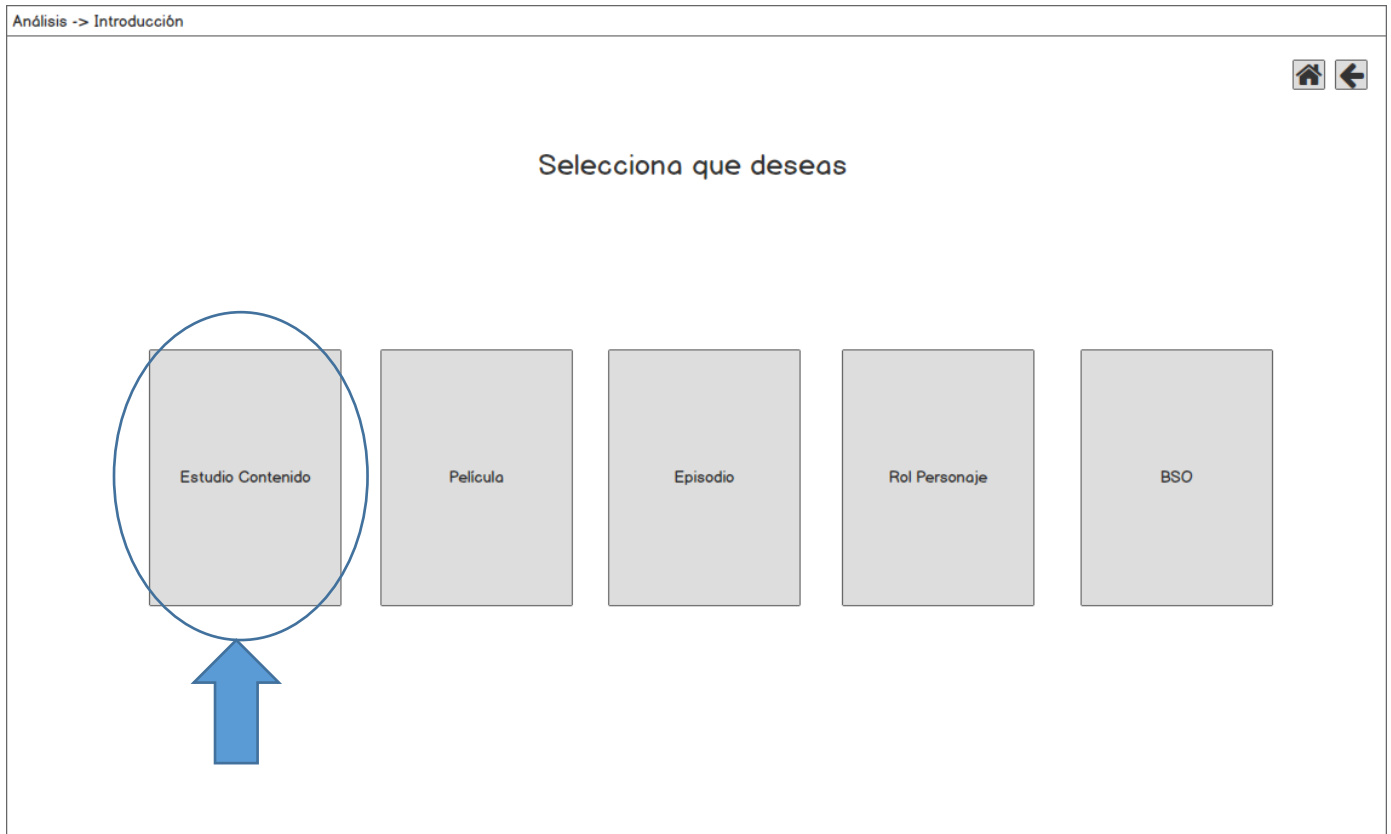 Análisis -> Introducción
Selecciona que deseas
Estudio Contenido
Película
Episodio
Rol Personaje
BSO